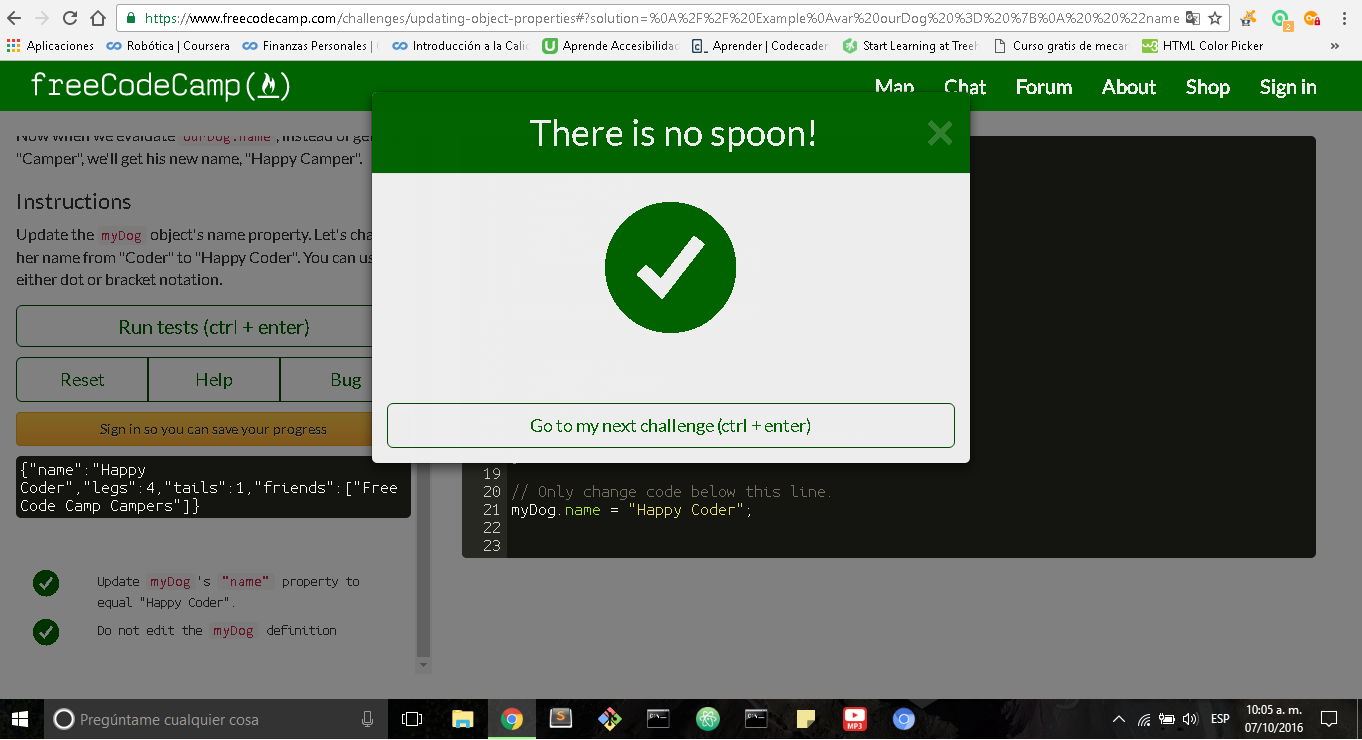 https://www.freecodecamp.com/challenges/updating-object-properties#?solution=%0A%2F%2F%20Example%0Avar%20ourDog%20%3D%20%7B%0A%20%20%22name
Aplicaciones Robótica | Coursera Finanzas Personales | Introducción a la Calid Aprende Accesibilidad Aprender | Codecadem Start Learning at Treeh Curso gratis de mecan HTML Color Picker »
freeCodeCamp
Map Chat Forum About Shop Sign in
There is no spoon!
Now when we evaluate ourDog.name, instead of ge
"Camper", we'll get his new name, "Happy Camper".
Instructions
Update the myDog object's name property. Let's cha
her name from "Coder" to "Happy Coder". You can us
either dot or bracket notation.
Run tests (ctrl + enter)
Reset Help Bug
Sign in so you can save your progress
{"name":"Happy
Coder","legs":4,"tails":1,"friends":["Free
Code Camp Campers"]}
Update myDog's "name" property to
equal "Happy Coder".
Do not edit the myDog definition
Go to my next challenge (ctrl + enter)
19
20 // Only change code below this line.
21 myDog.name = "Happy Coder";
22
23
Pregúntame cualquier cosa
MP3
ESP
10:05 a. m.
07/10/2016